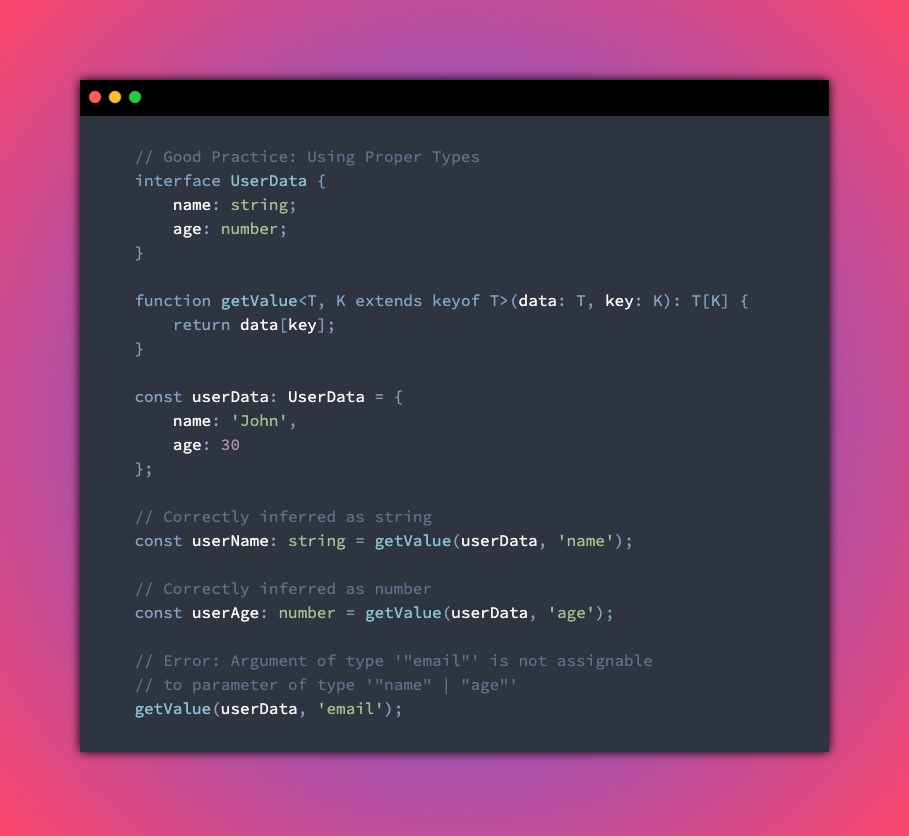 // Good Practice: Using Proper Types
interface UserData {
    name: string;
    age: number;
}

function getValue<T, K extends keyof T>(data: T, key: K): T[K] {
    return data[key];
}

const userData: UserData = {
    name: 'John',
    age: 30
};

// Correctly inferred as string
const userName: string = getValue(userData, 'name');

// Correctly inferred as number
const userAge: number = getValue(userData, 'age');

// Error: Argument of type '"email"' is not assignable
// to parameter of type '"name" | "age"'
getValue(userData, 'email');